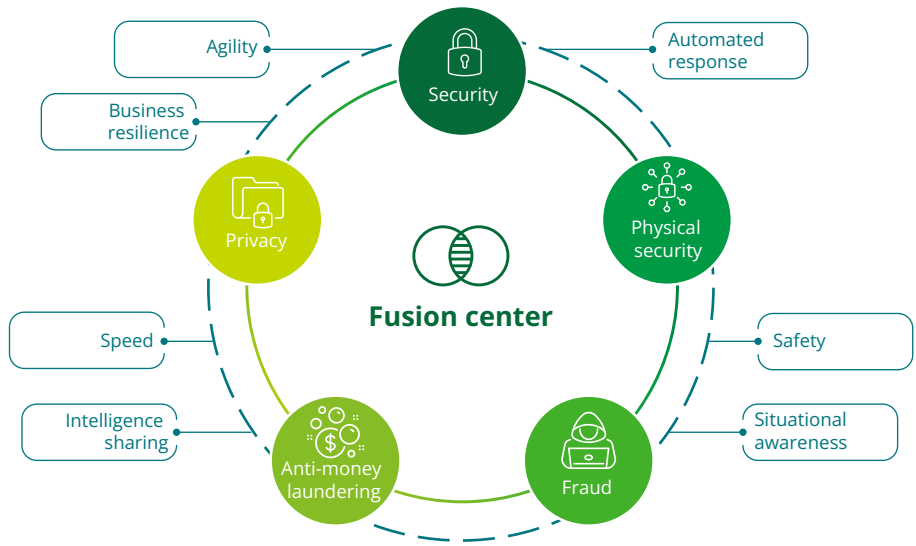 Agility
Automated
response
Security
Business
resilience
Privacy
Physical
security
Fusion center
Speed
Safety
Intelligence
sharing
Situational
awareness
$
Anti-money
laundering
Fraud